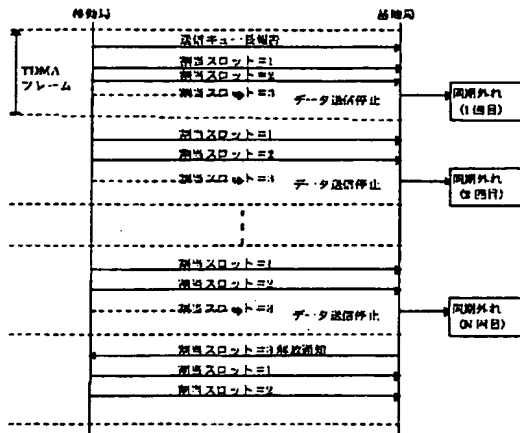 移動局
基地局
送信キュー長報告
TDMA
フレーム
割当スロット=1
割当スロット=2
割当スロット=3
データ送信停止
同期外れ
(1回目)
割当スロット=1
割当スロット=2
割当スロット=3
データ送信停止
同期外れ
(2回目)
割当スロット=1
割当スロット=2
割当スロット=3
データ送信停止
同期外れ
(N回目)
割当スロット=3 解放通知
割当スロット=1
割当スロット=2